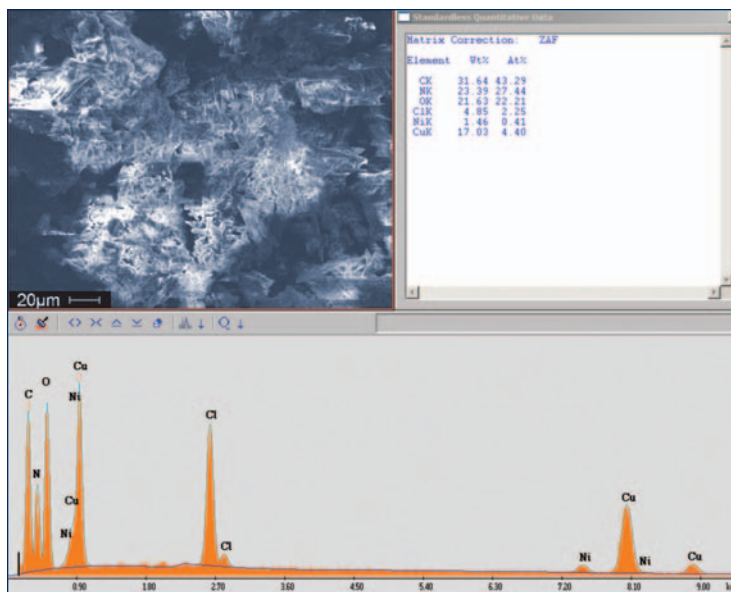 Standardless Quantitative Data
Matrix Correction: ZAF
Element Wt% At%
CK 31.64 43.29
NK 23.39 27.44
OK 21.63 22.21
ClK 4.85 2.25
NiK 1.46 0.41
CuK 17.03 4.40
20µm
Cu
C
O
Ni
Cl
N
Cu
Cu
Ni
Cl
Ni
Ni
Cu
0.90 1.80 2.70 3.60 4.50 5.40 6.30 7.20 8.10 9.00